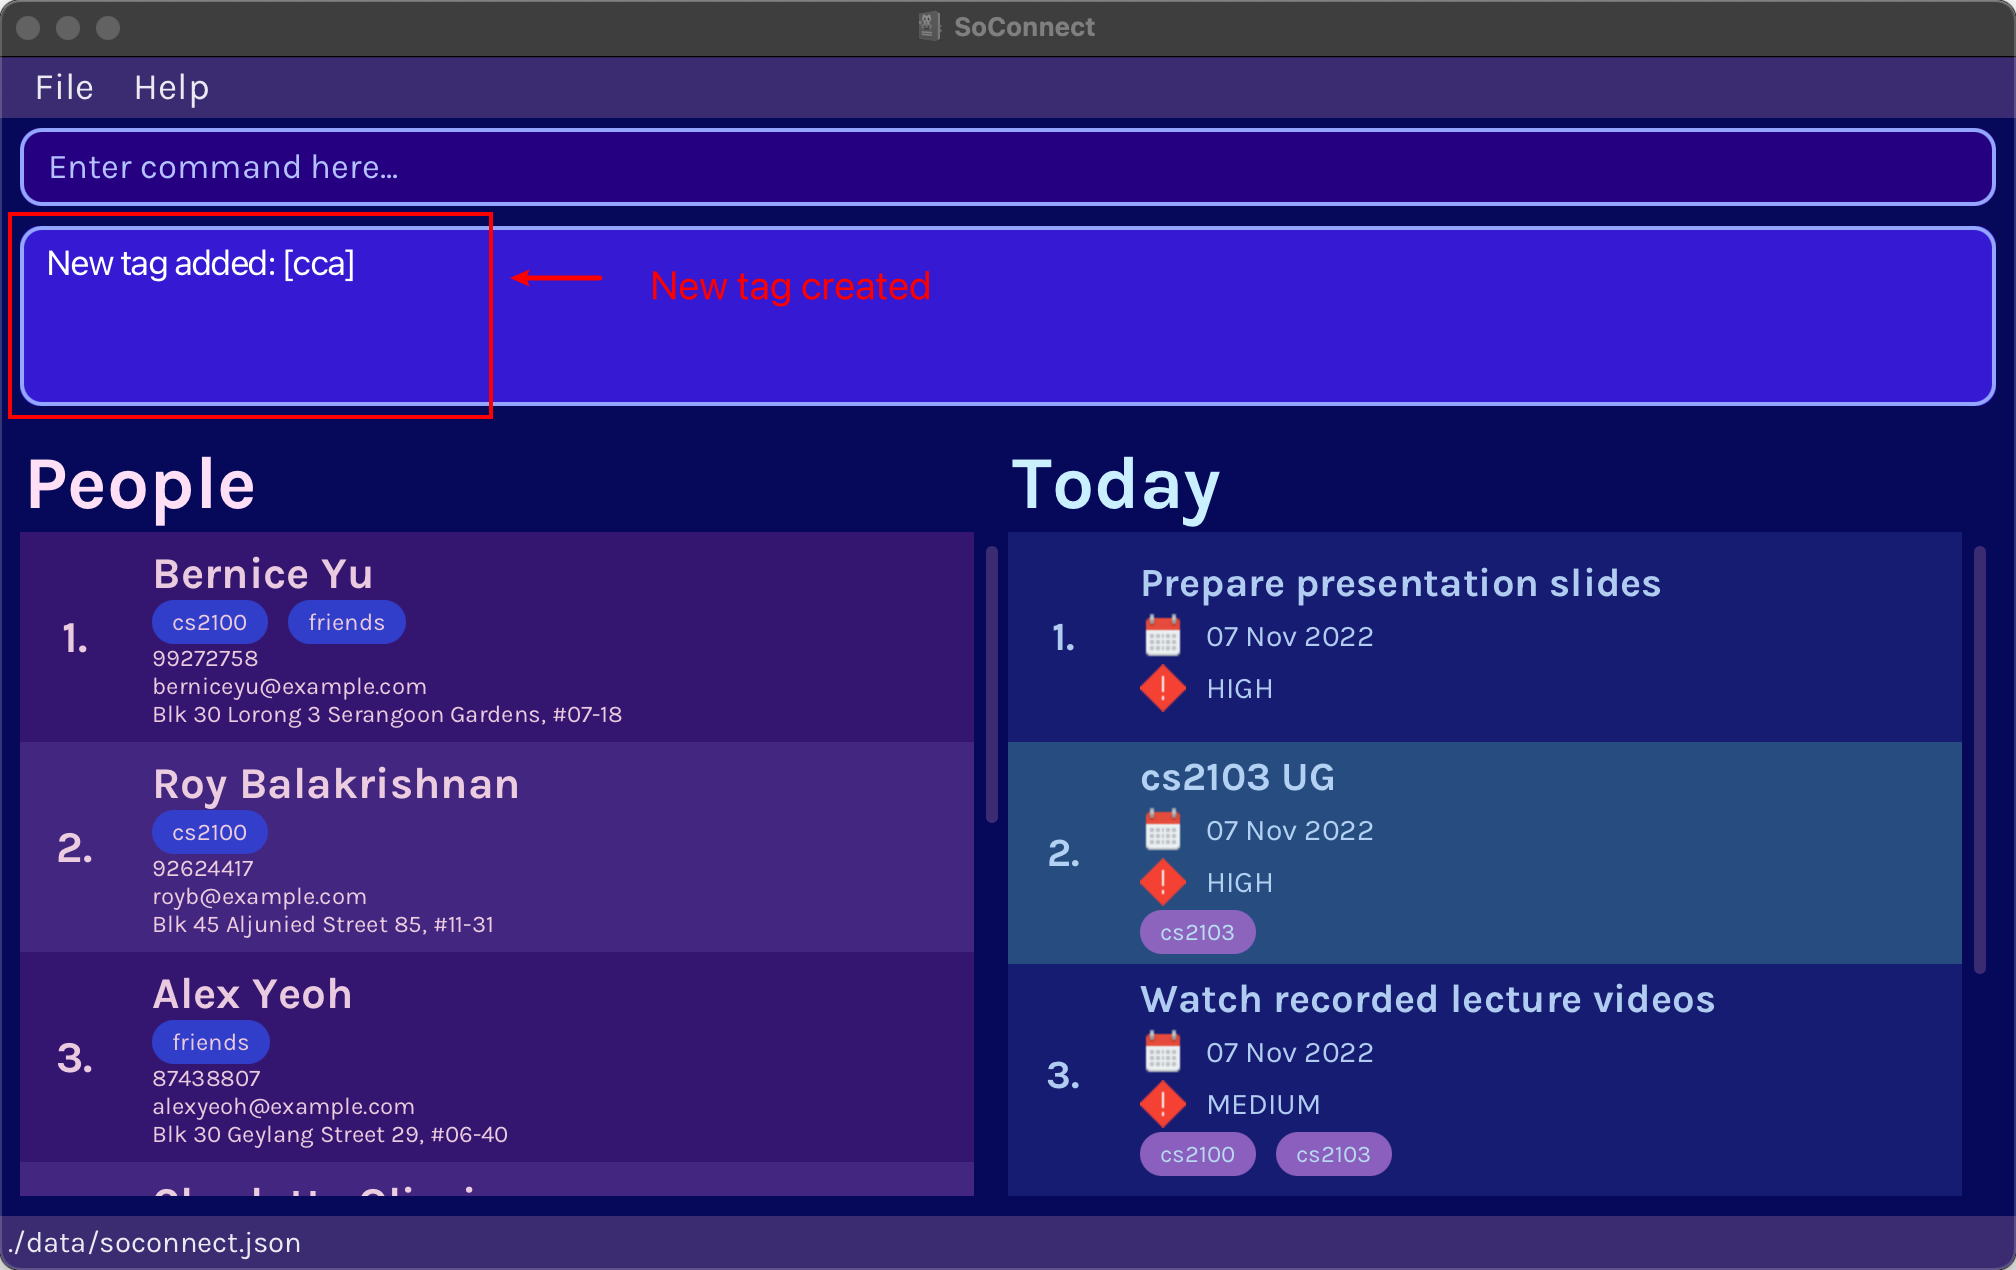 SoConnect
File Help
Enter command here...
New tag added: [cca]
New tag created
People
1.
Bernice Yu
cs2100 friends
99272758
berniceyu@example.com
Blk 30 Lorong 3 Serangoon Gardens, #07-18
2.
Roy Balakrishnan
cs2100
92624417
royb@example.com
Blk 45 Aljunied Street 85, #11-31
3.
Alex Yeoh
friends
87438807
alexyeoh@example.com
Blk 30 Geylang Street 29, #06-40
Today
1.
Prepare presentation slides
07 Nov 2022
HIGH
2.
cs2103 UG
07 Nov 2022
HIGH
cs2103
3.
Watch recorded lecture videos
07 Nov 2022
MEDIUM
cs2100 cs2103
./data/soconnect.json